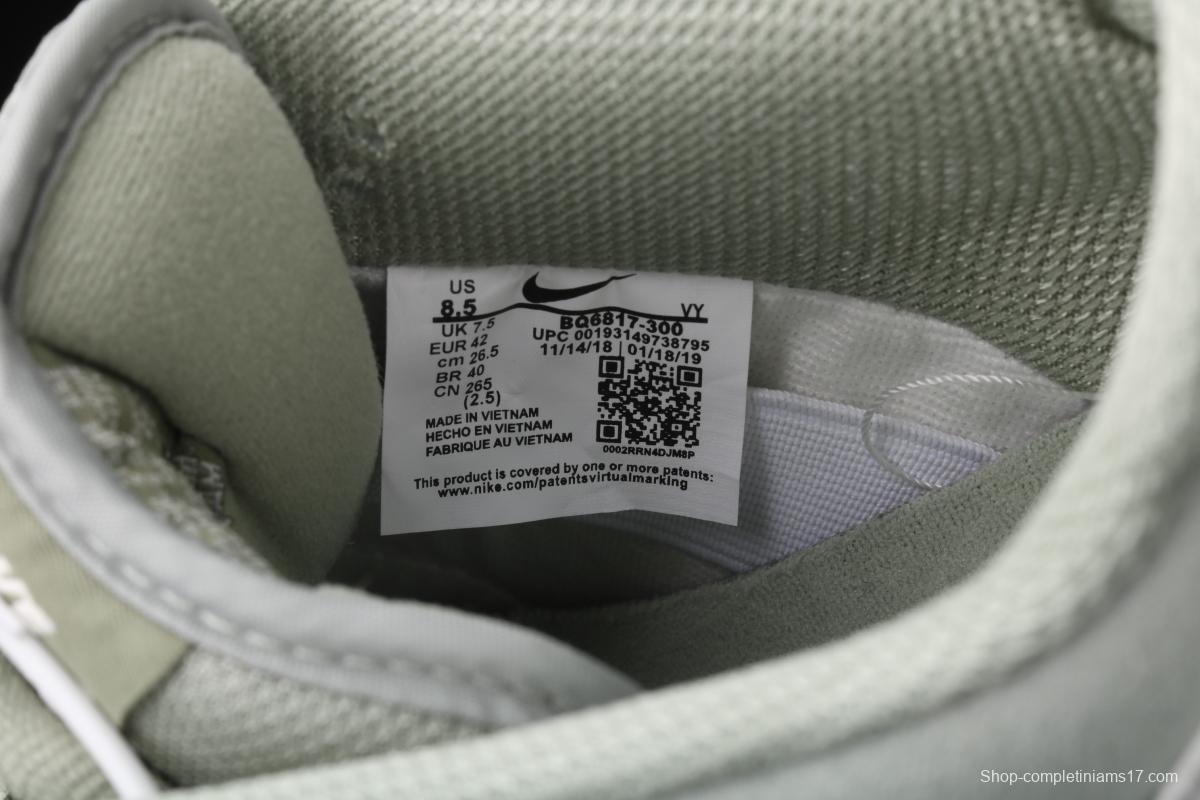 US
8.5
VY
UK 7.5
EUR 42
cm 26.5
BR 40
CN 265
(2.5)
BQ6817-300
UPC 00193149738795
11/14/18 | 01/18/19
MADE IN VIETNAM
HECHO EN VIETNAM
FABRIQUE AU VIETNAM
0002RRN4DJM8P
This product is covered by one or more patents:
www.nike.com/patentsvirtualmarking
Shop-completiniams17.com